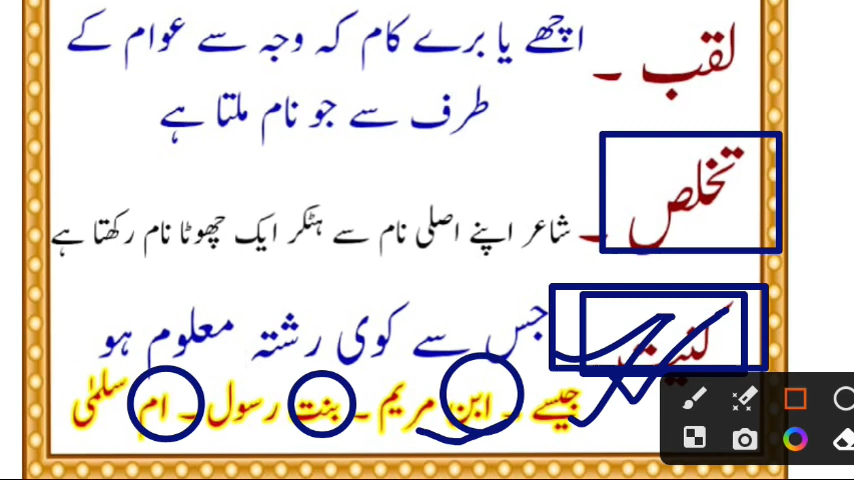 لقب ۔ اچھے یا برے کام کہ وجہ سے عوام کے
طرف سے جو نام ملتا ہے
تخلص ۔ شاعر اپنے اصلی نام سے ہٹکر ایک چھوٹا نام رکھتا ہے
کنیت ۔ جس سے کوی رشتہ معلوم ہو
جیسے ۔ ابن مریم ۔ بنت رسول ۔ ام سلمٰی